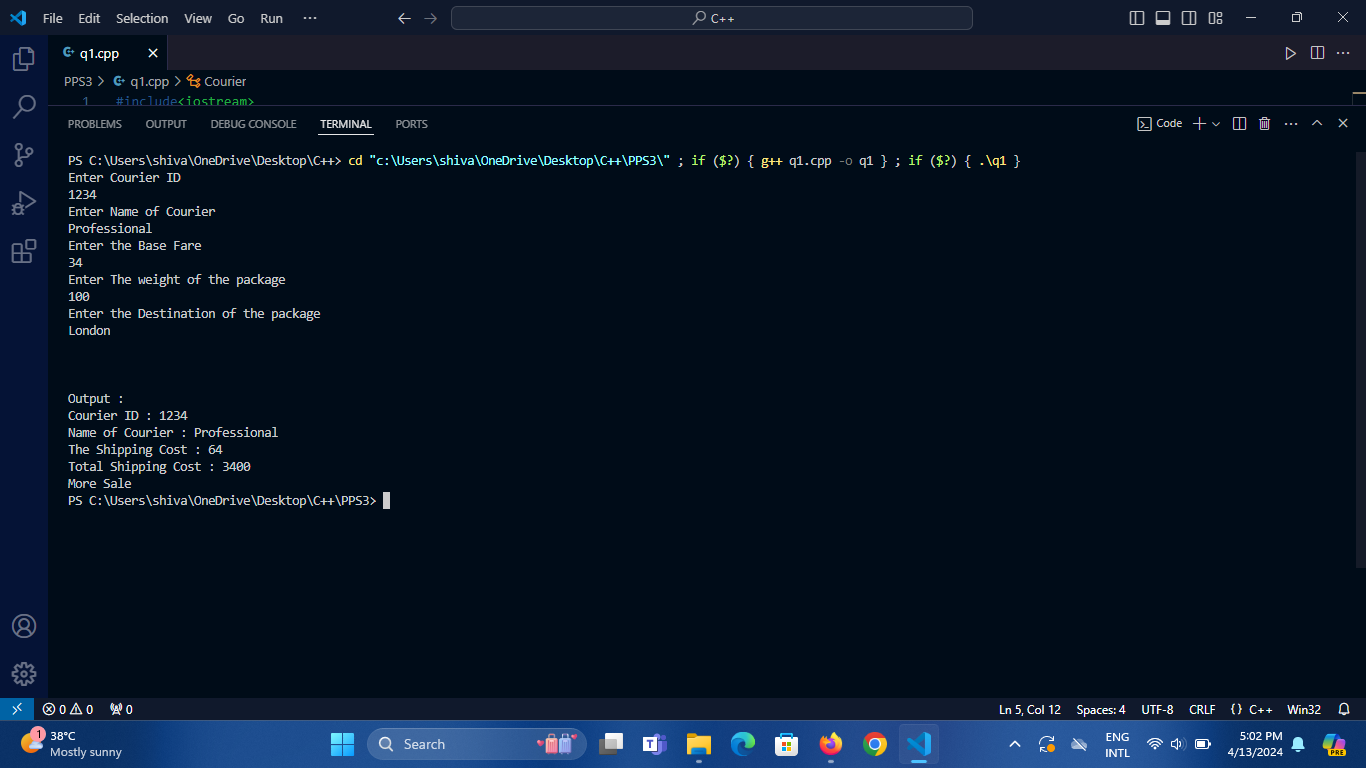 File Edit Selection View Go Run ···
C++
q1.cpp
PPS3 > q1.cpp > Courier
1 #include<iostream>
PROBLEMS OUTPUT DEBUG CONSOLE TERMINAL PORTS
Code
PS C:\Users\shiva\OneDrive\Desktop\C++> cd "c:\Users\shiva\OneDrive\Desktop\C++\PPS3\" ; if ($?) { g++ q1.cpp -o q1 } ; if ($?) { .\q1 }
Enter Courier ID
1234
Enter Name of Courier
Professional
Enter the Base Fare
34
Enter The weight of the package
100
Enter the Destination of the package
London
Output :
Courier ID : 1234
Name of Courier : Professional
The Shipping Cost : 64
Total Shipping Cost : 3400
More Sale
PS C:\Users\shiva\OneDrive\Desktop\C++\PPS3>
0 0 0 Ln 5, Col 12 Spaces: 4 UTF-8 CRLF {} C++ Win32
1
38°C
Mostly sunny
Search
T
ENG
INTL
5:02 PM
4/13/2024
PRE